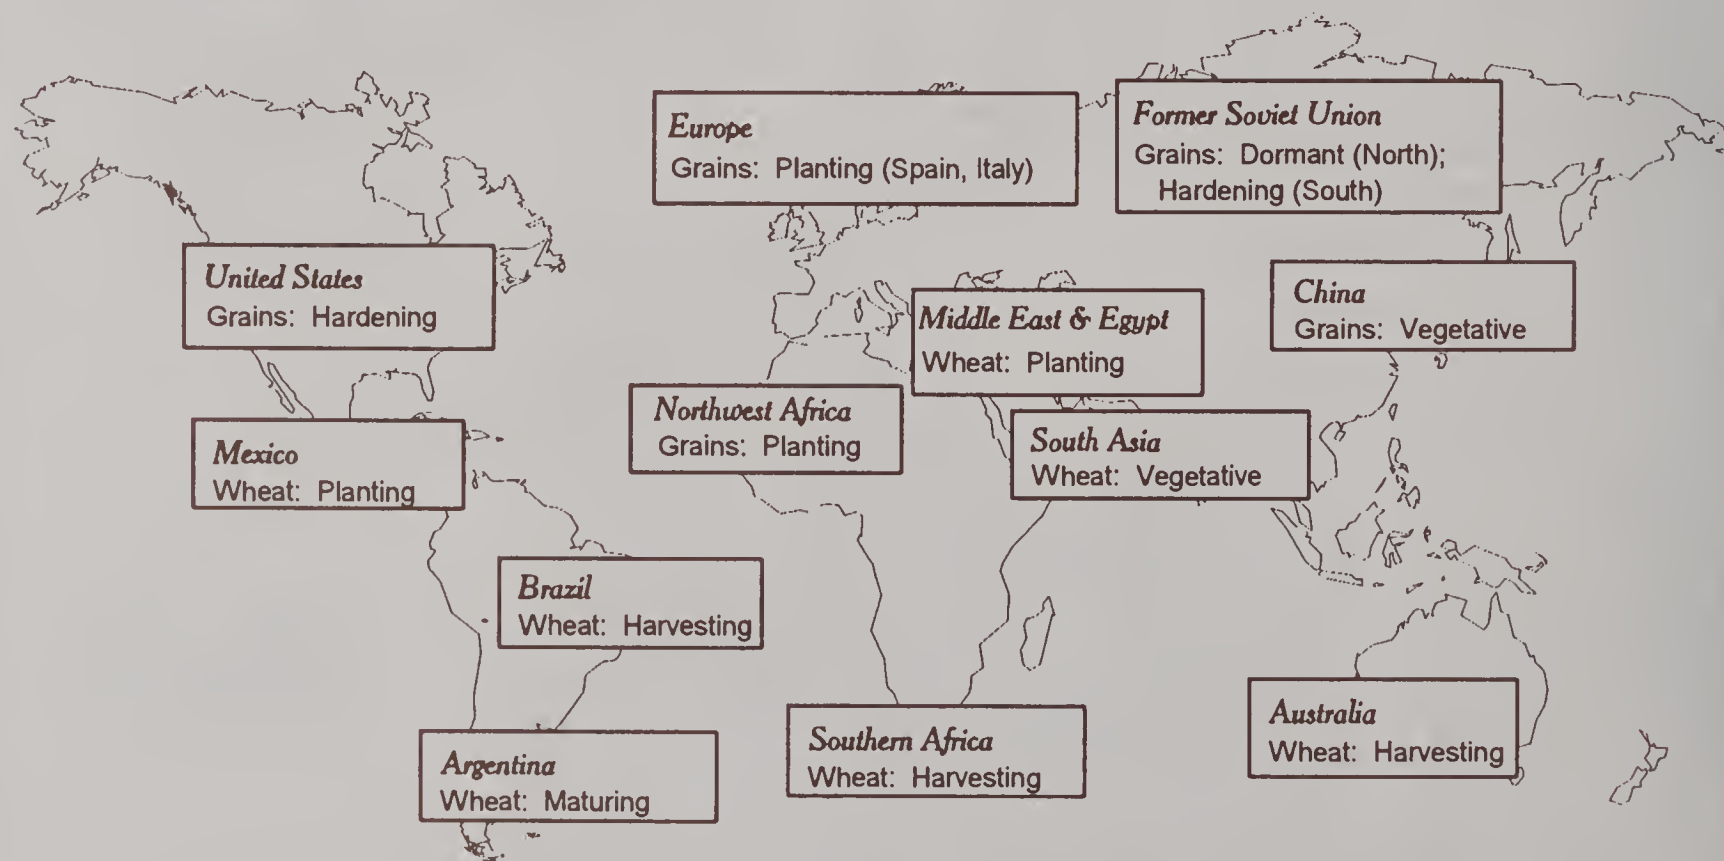 Europe
Grains: Planting (Spain, Italy)
Former Soviet Union
Grains: Dormant (North);
Hardening (South)
United States
Grains: Hardening
Middle East & Egypt
Wheat: Planting
China
Grains: Vegetative
Northwest Africa
Grains: Planting
South Asia
Wheat: Vegetative
Mexico
Wheat: Planting
Brazil
Wheat: Harvesting
Argentina
Wheat: Maturing
Southern Africa
Wheat: Harvesting
Australia
Wheat: Harvesting